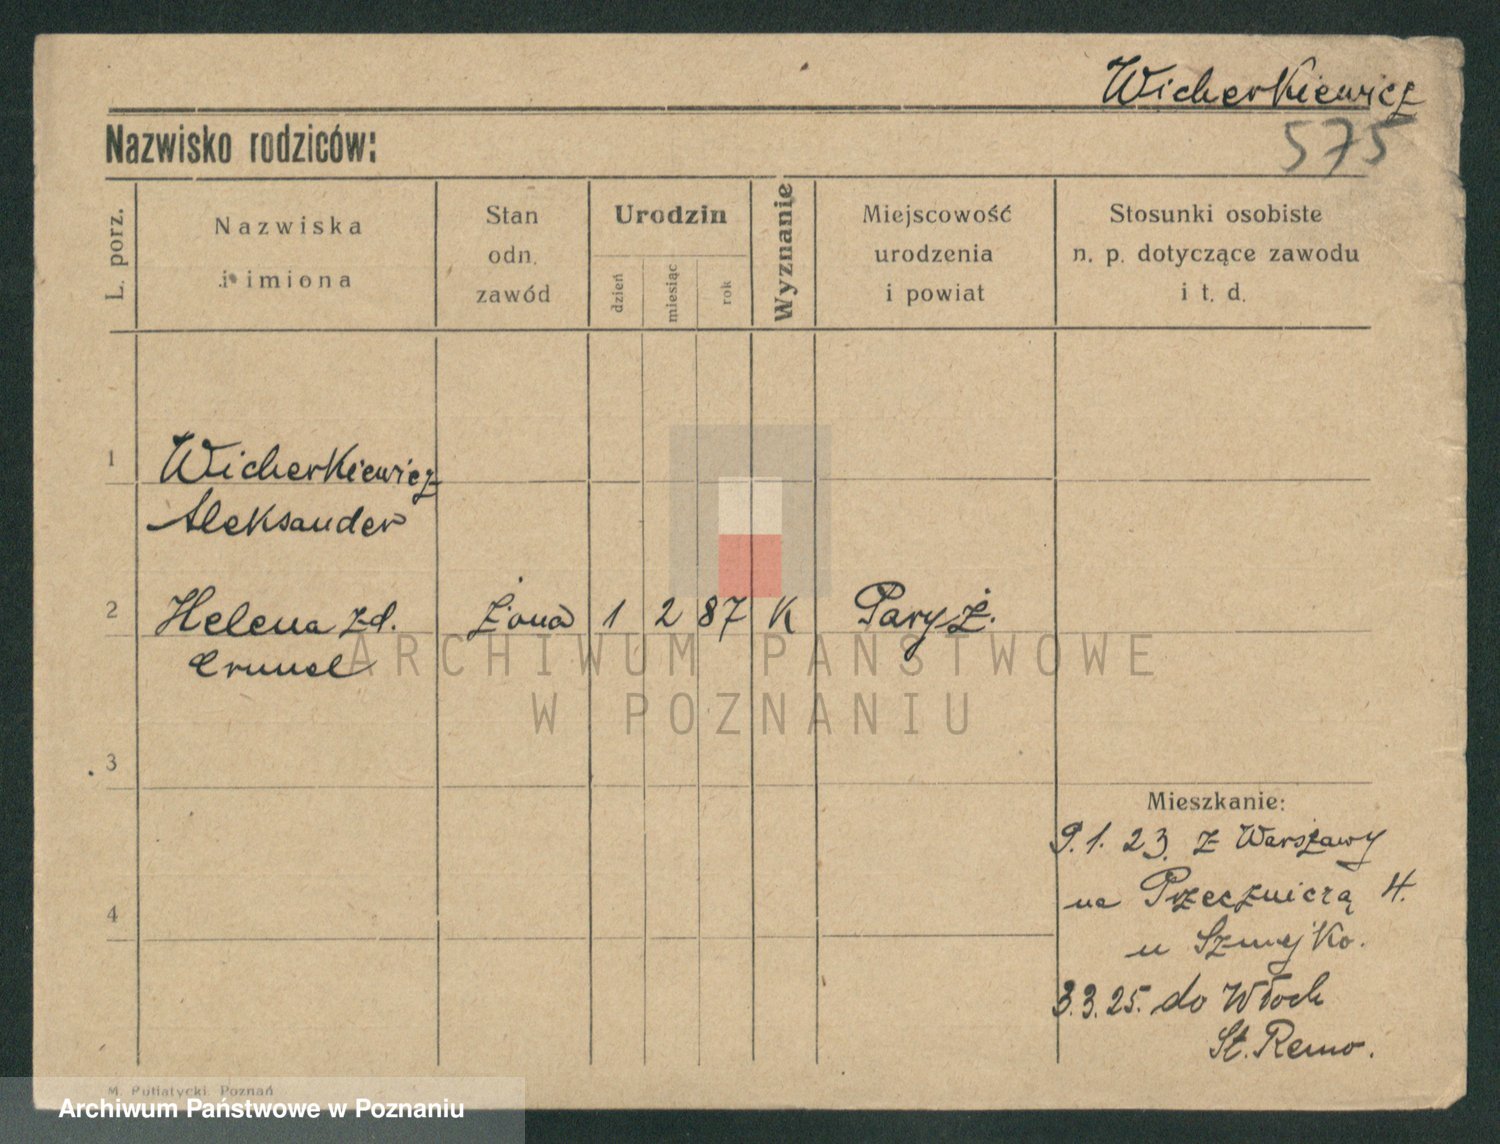 Wicherkiewicz
575
Nazwisko rodziców:
L. porz.
Nazwiska
i imiona
Stan
odn.
zawód
Urodzin
dzień
miesiąc
rok
Wyznanie
Miejscowość
urodzenia
i powiat
Stosunki osobiste
n. p. dotyczące zawodu
i t. d.
1 Wicherkiewicz
Aleksander
2 Helena zd. żona 1 2 87 K Paryż.
ARCHIWUM PAŃSTWOWE
W POZNANIU
3
Mieszkanie:
9.1.23. z Warszawy
na Przecznicą 4.
4
u Szmejko.
3.3.25. do Włoch
St. Remo.
M. Putiatycki, Poznań
Archiwum Państwowe w Poznaniu